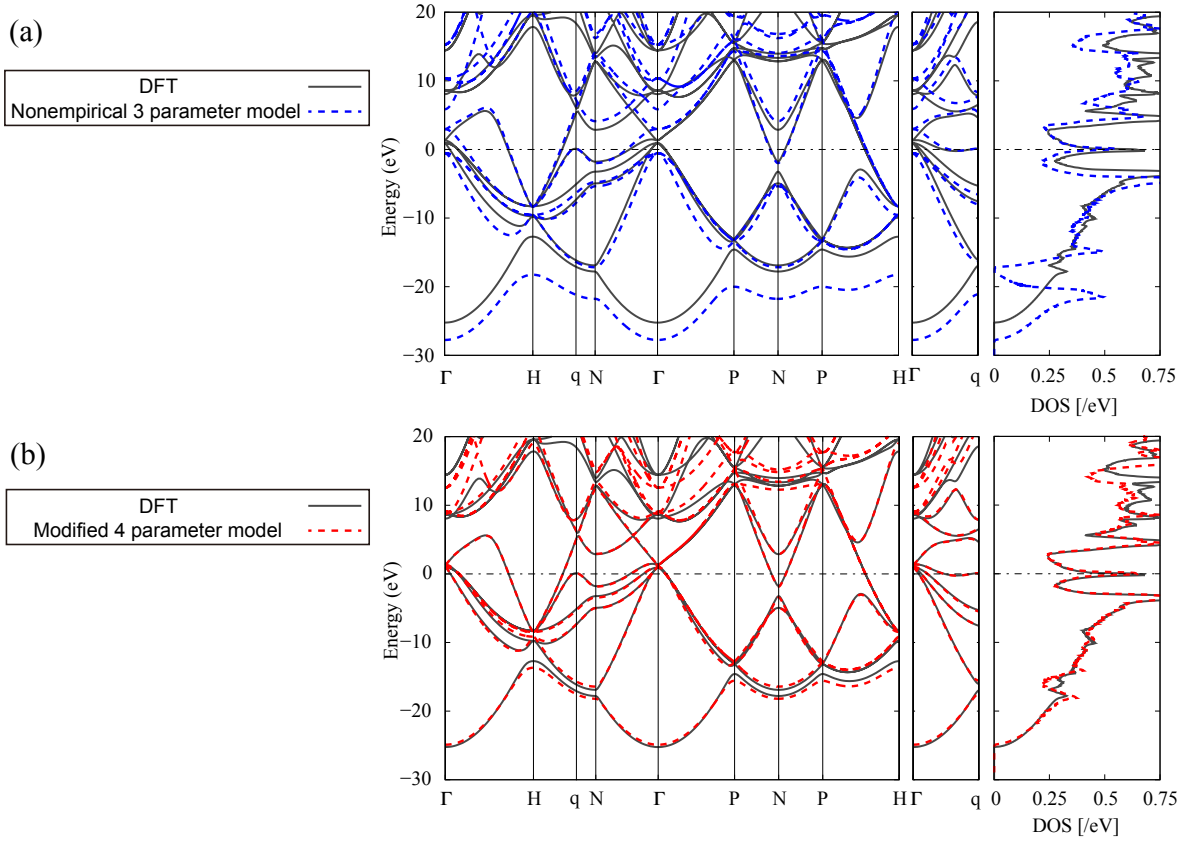 (a)
DFT
Nonempirical 3 parameter model
Energy (eV)
20
10
0
−10
−20
−30
Γ H q N Γ P N P H Γ q
0 0.25 0.5 0.75
DOS [/eV]
(b)
DFT
Modified 4 parameter model
Energy (eV)
20
10
0
−10
−20
−30
Γ H q N Γ P N P H Γ q
0 0.25 0.5 0.75
DOS [/eV]